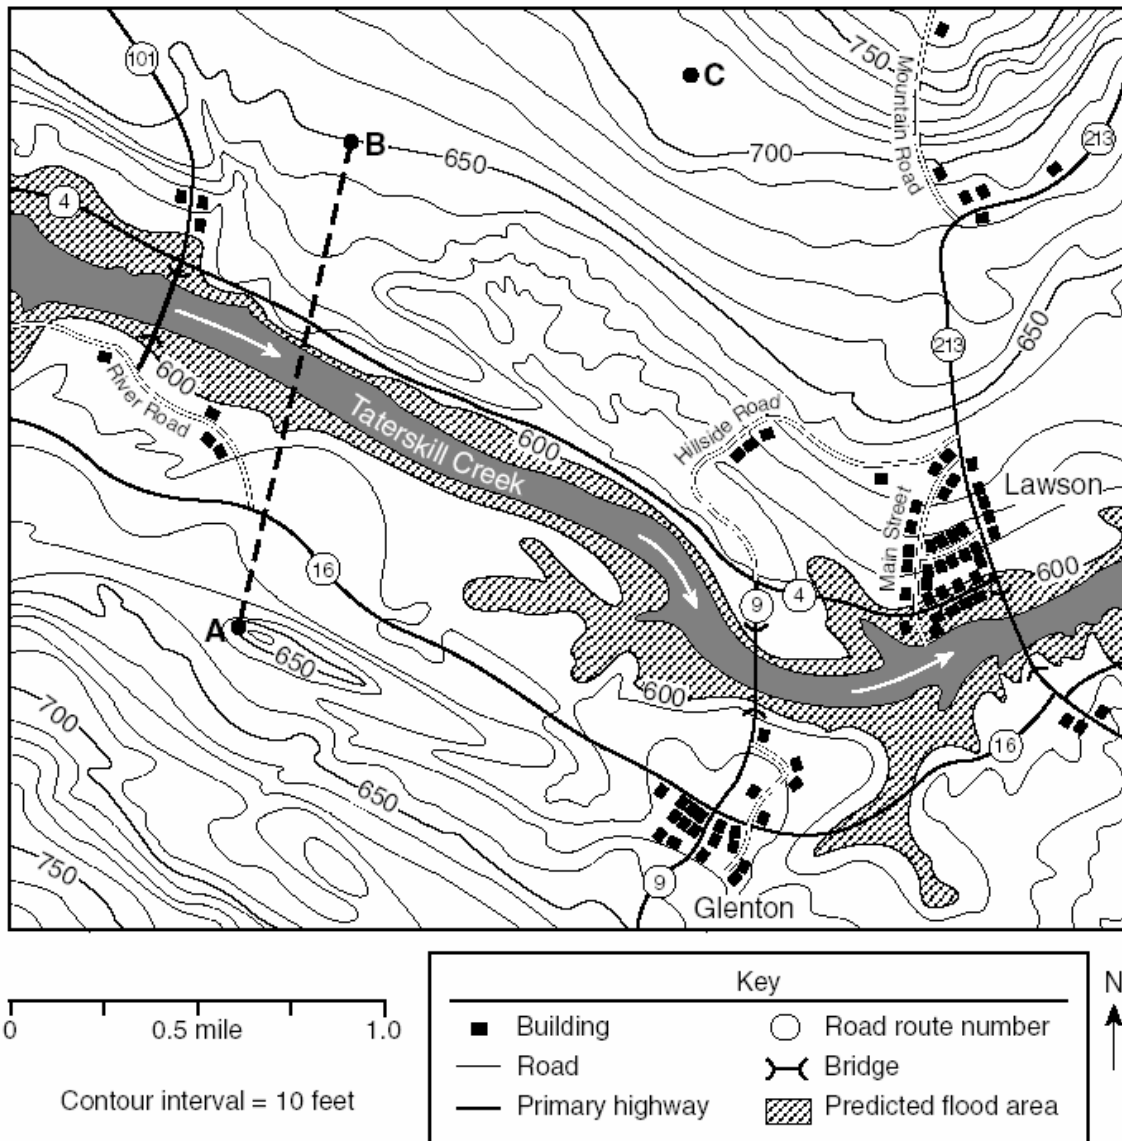 101
B
C
750
Mountain Road
213
650
700
4
213
650
600
River Road
Taterskill Creek
600
Hillside Road
Lawson
Main Street
600
16
A
650
9
4
600
700
16
650
750
9
Glenton
0
0.5 mile
1.0
Contour interval = 10 feet
Key
Building
Road route number
Road
Bridge
Primary highway
Predicted flood area
N